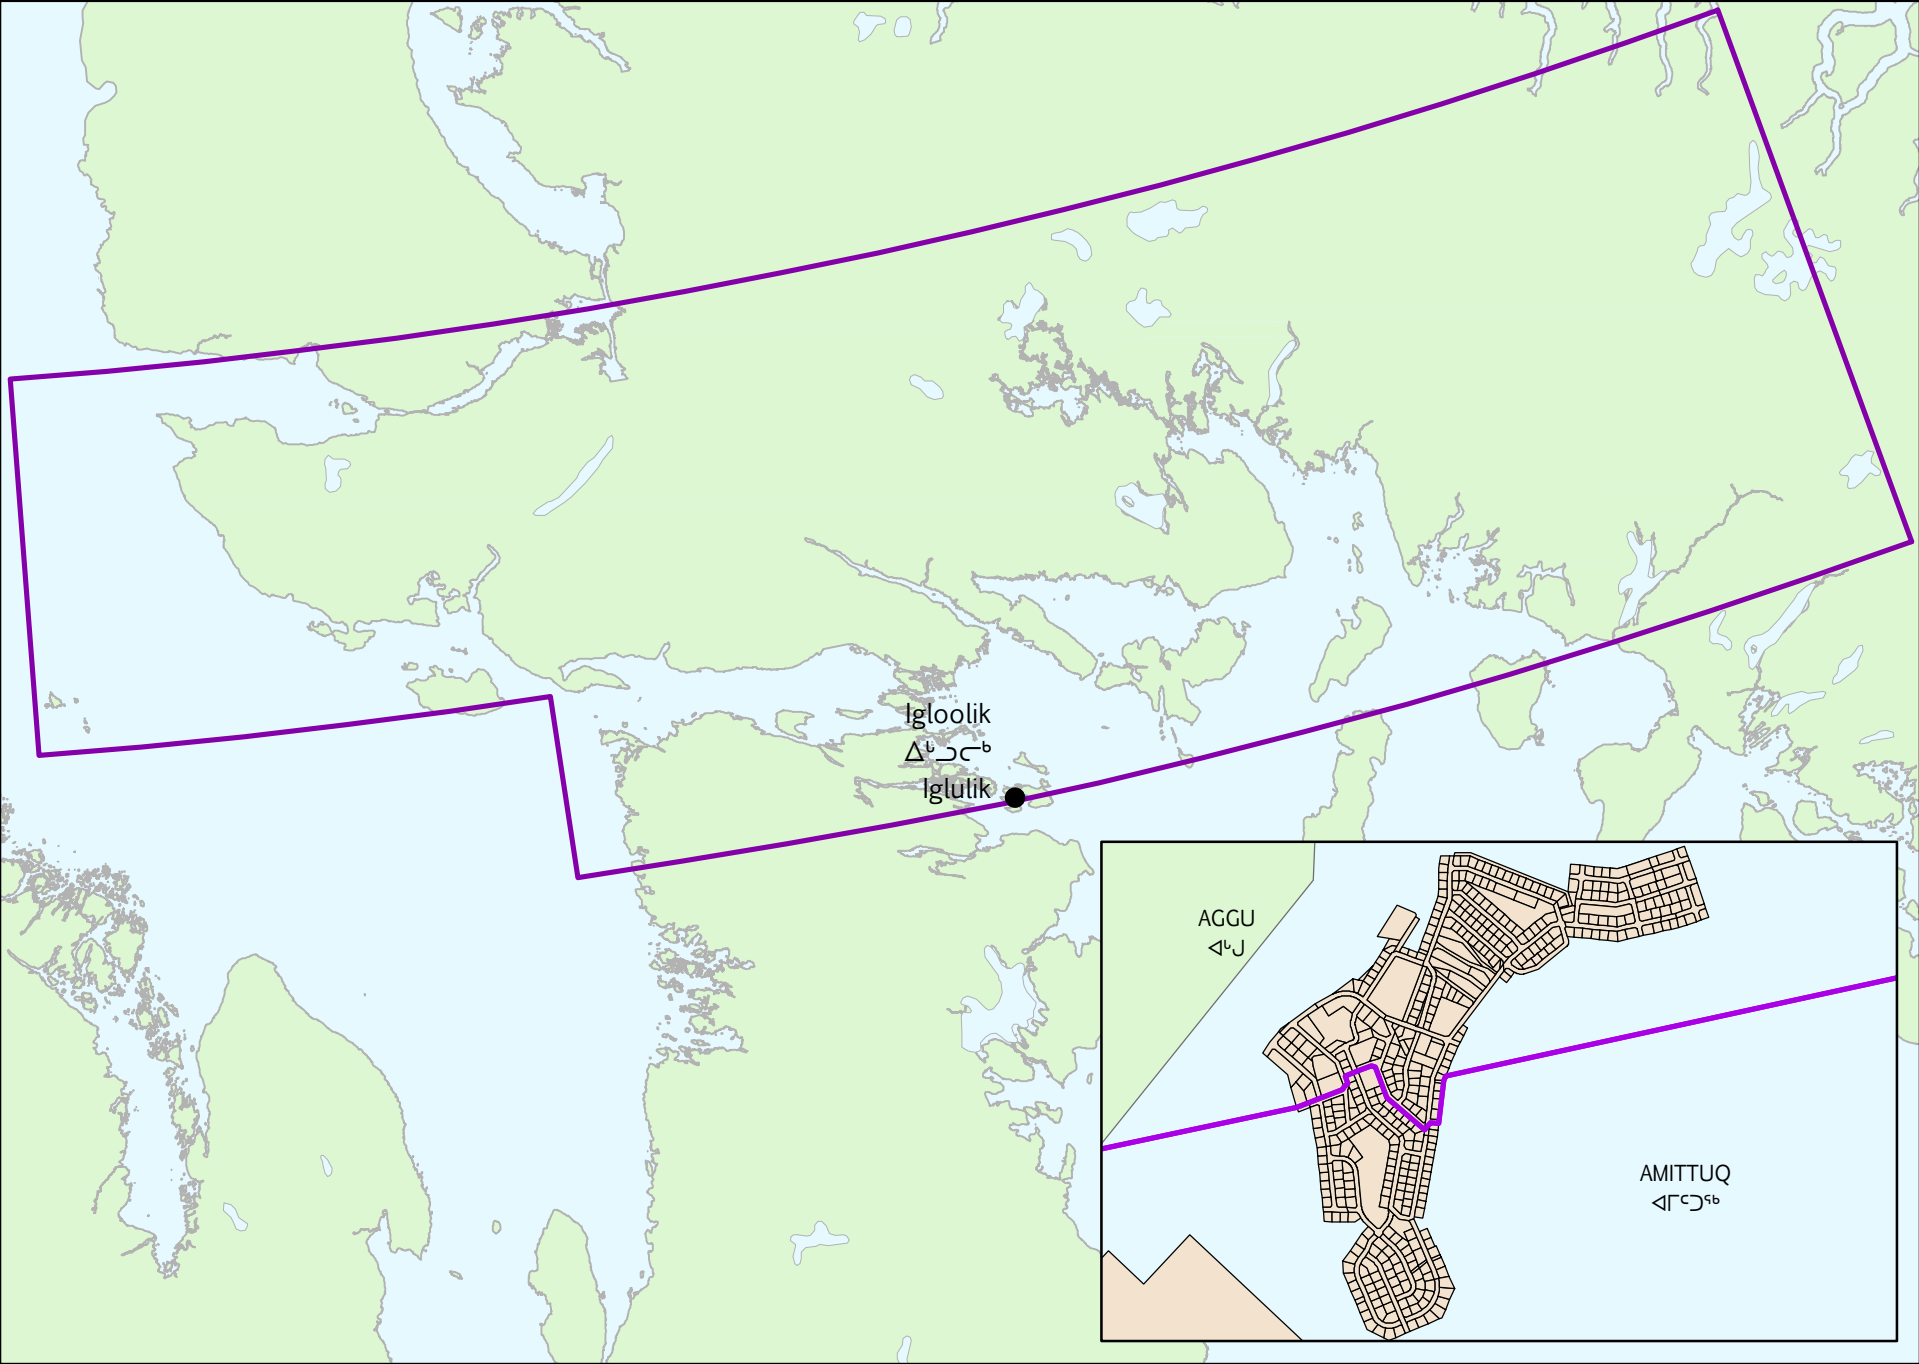 Igloolik
ᐃᒡᓗᓕᒃ
Iglulik
AGGU
ᐊᒡᒍ
AMITTUQ
ᐊᒥᑦᑐᖅ